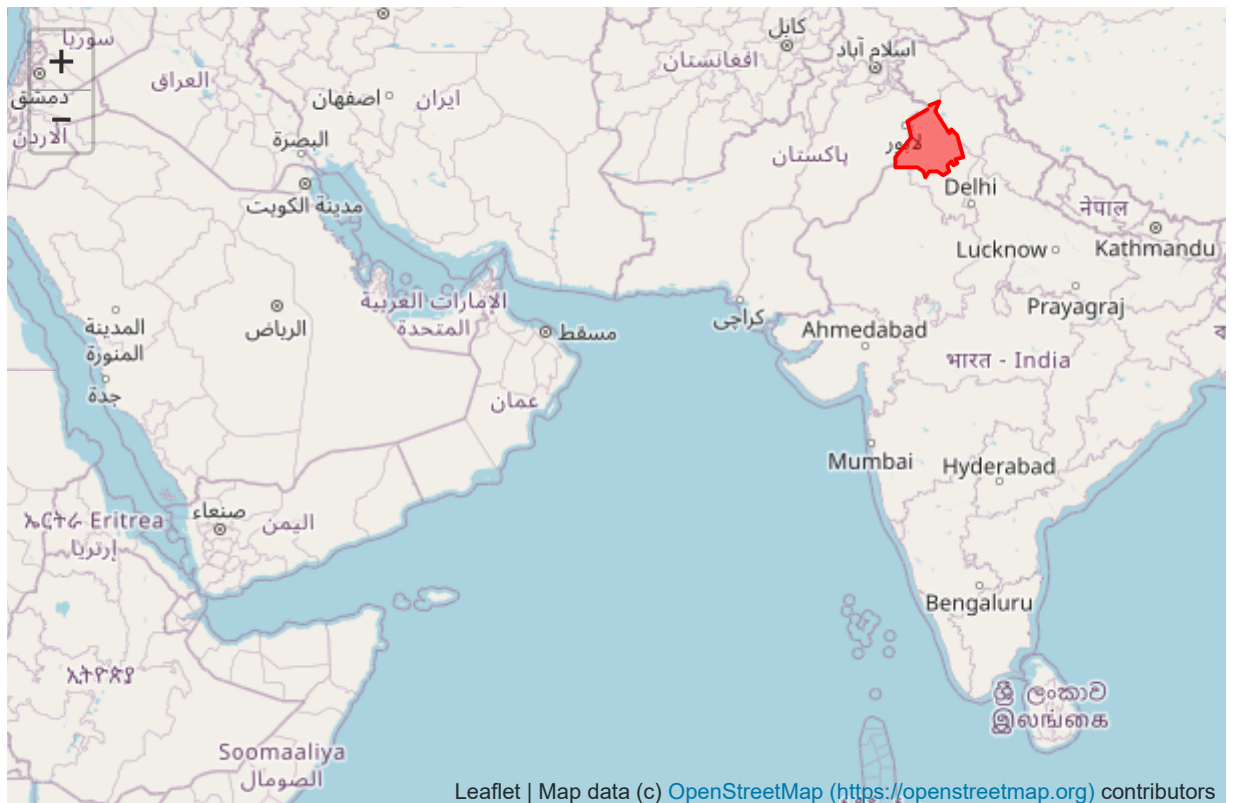 سوريا
+
دمشق
−
الأردن
العراق
اصفهان
ایران
البصرة
مدينة الكويت
افغانستان
کابل
اسلام آباد
پاکستان
لاہور
Delhi
नेपाल
Lucknow
Kathmandu
Prayagraj
المدينة
المنورة
جدة
الرياض
الإمارات العربية
المتحدة
مسقط
عمان
کراچی
Ahmedabad
भारत - India
Mumbai
Hyderabad
ኤርትራ Eritrea
إرتريا
صنعاء
اليمن
Bengaluru
ኢትዮጵያ
ශ්‍රී ලංකාව
இலங்கை
Soomaaliya
الصومال
Leaflet | Map data (c) OpenStreetMap (https://openstreetmap.org) contributors